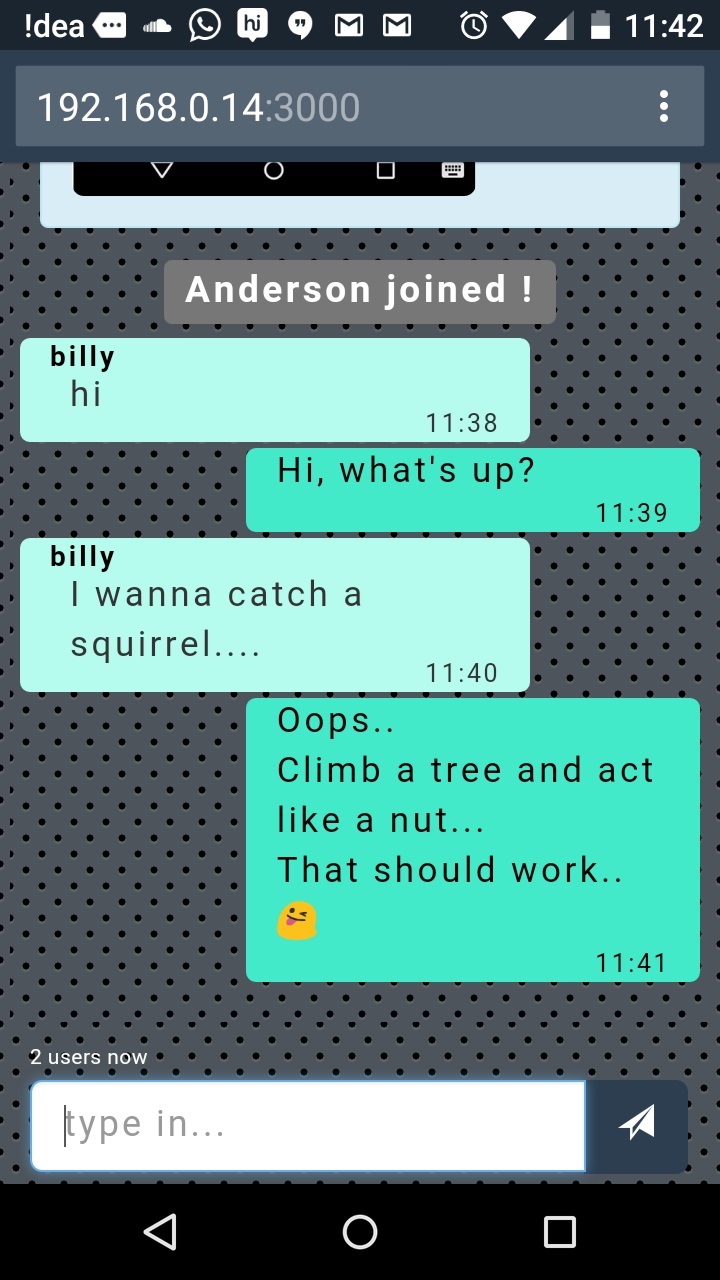 !dea
hi
11:42
192.168.0.14:3000
Anderson joined !
billy
hi
11:38
Hi, what's up?
11:39
billy
I wanna catch a
squirrel....
11:40
Oops..
Climb a tree and act
like a nut...
That should work..
😜
11:41
2 users now
type in...